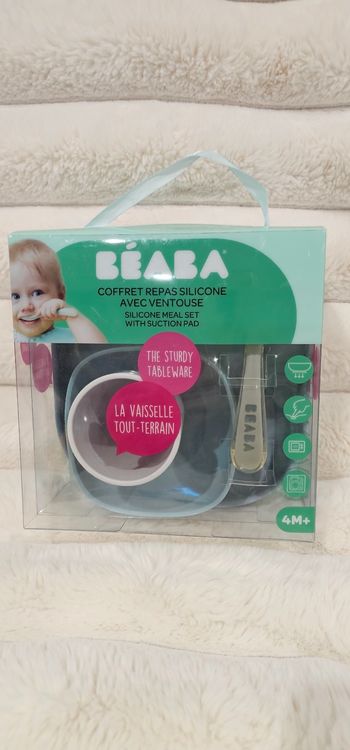 BÉABA
COFFRET REPAS SILICONE
AVEC VENTOUSE
SILICONE MEAL SET
WITH SUCTION PAD
THE STURDY
TABLEWARE
LA VAISSELLE
TOUT-TERRAIN
BÉABA
4M+